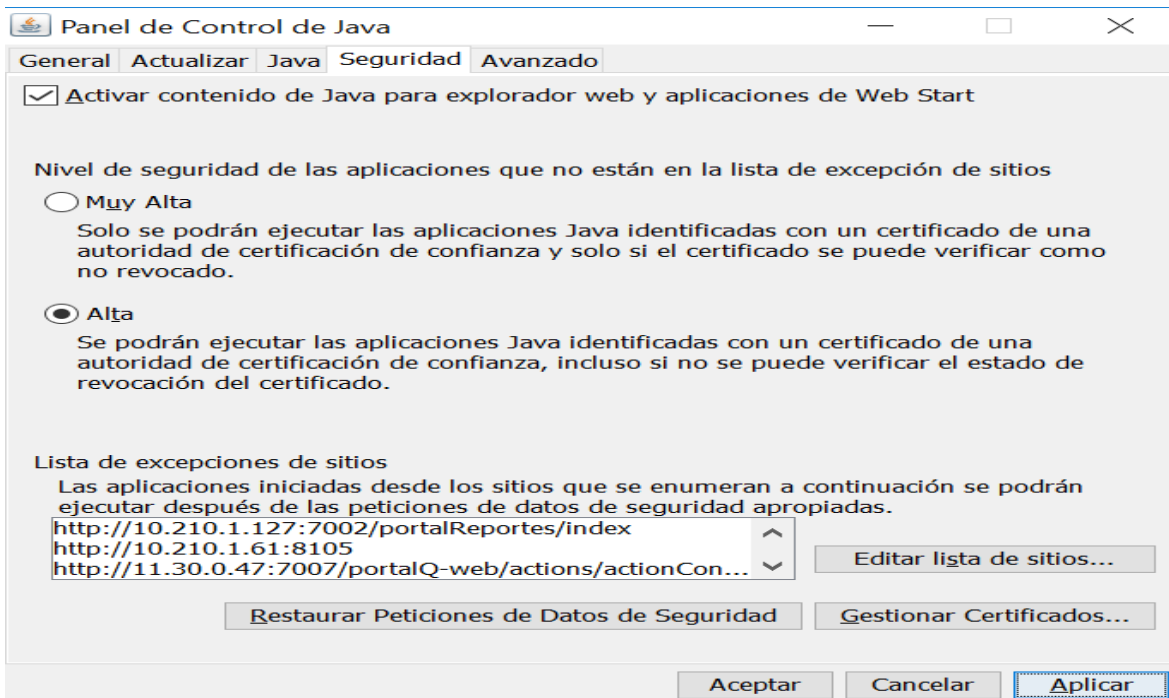 Panel de Control de Java
General Actualizar Java Seguridad Avanzado
Activar contenido de Java para explorador web y aplicaciones de Web Start
Nivel de seguridad de las aplicaciones que no están en la lista de excepción de sitios
Muy Alta
Solo se podrán ejecutar las aplicaciones Java identificadas con un certificado de una
autoridad de certificación de confianza y solo si el certificado se puede verificar como
no revocado.
Alta
Se podrán ejecutar las aplicaciones Java identificadas con un certificado de una
autoridad de certificación de confianza, incluso si no se puede verificar el estado de
revocación del certificado.
Lista de excepciones de sitios
Las aplicaciones iniciadas desde los sitios que se enumeran a continuación se podrán
ejecutar después de las peticiones de datos de seguridad apropiadas.
http://10.210.1.127:7002/portalReportes/index
http://10.210.1.61:8105
http://11.30.0.47:7007/portalQ-web/actions/actionCon...
Editar lista de sitios...
Restaurar Peticiones de Datos de Seguridad Gestionar Certificados...
Aceptar Cancelar Aplicar